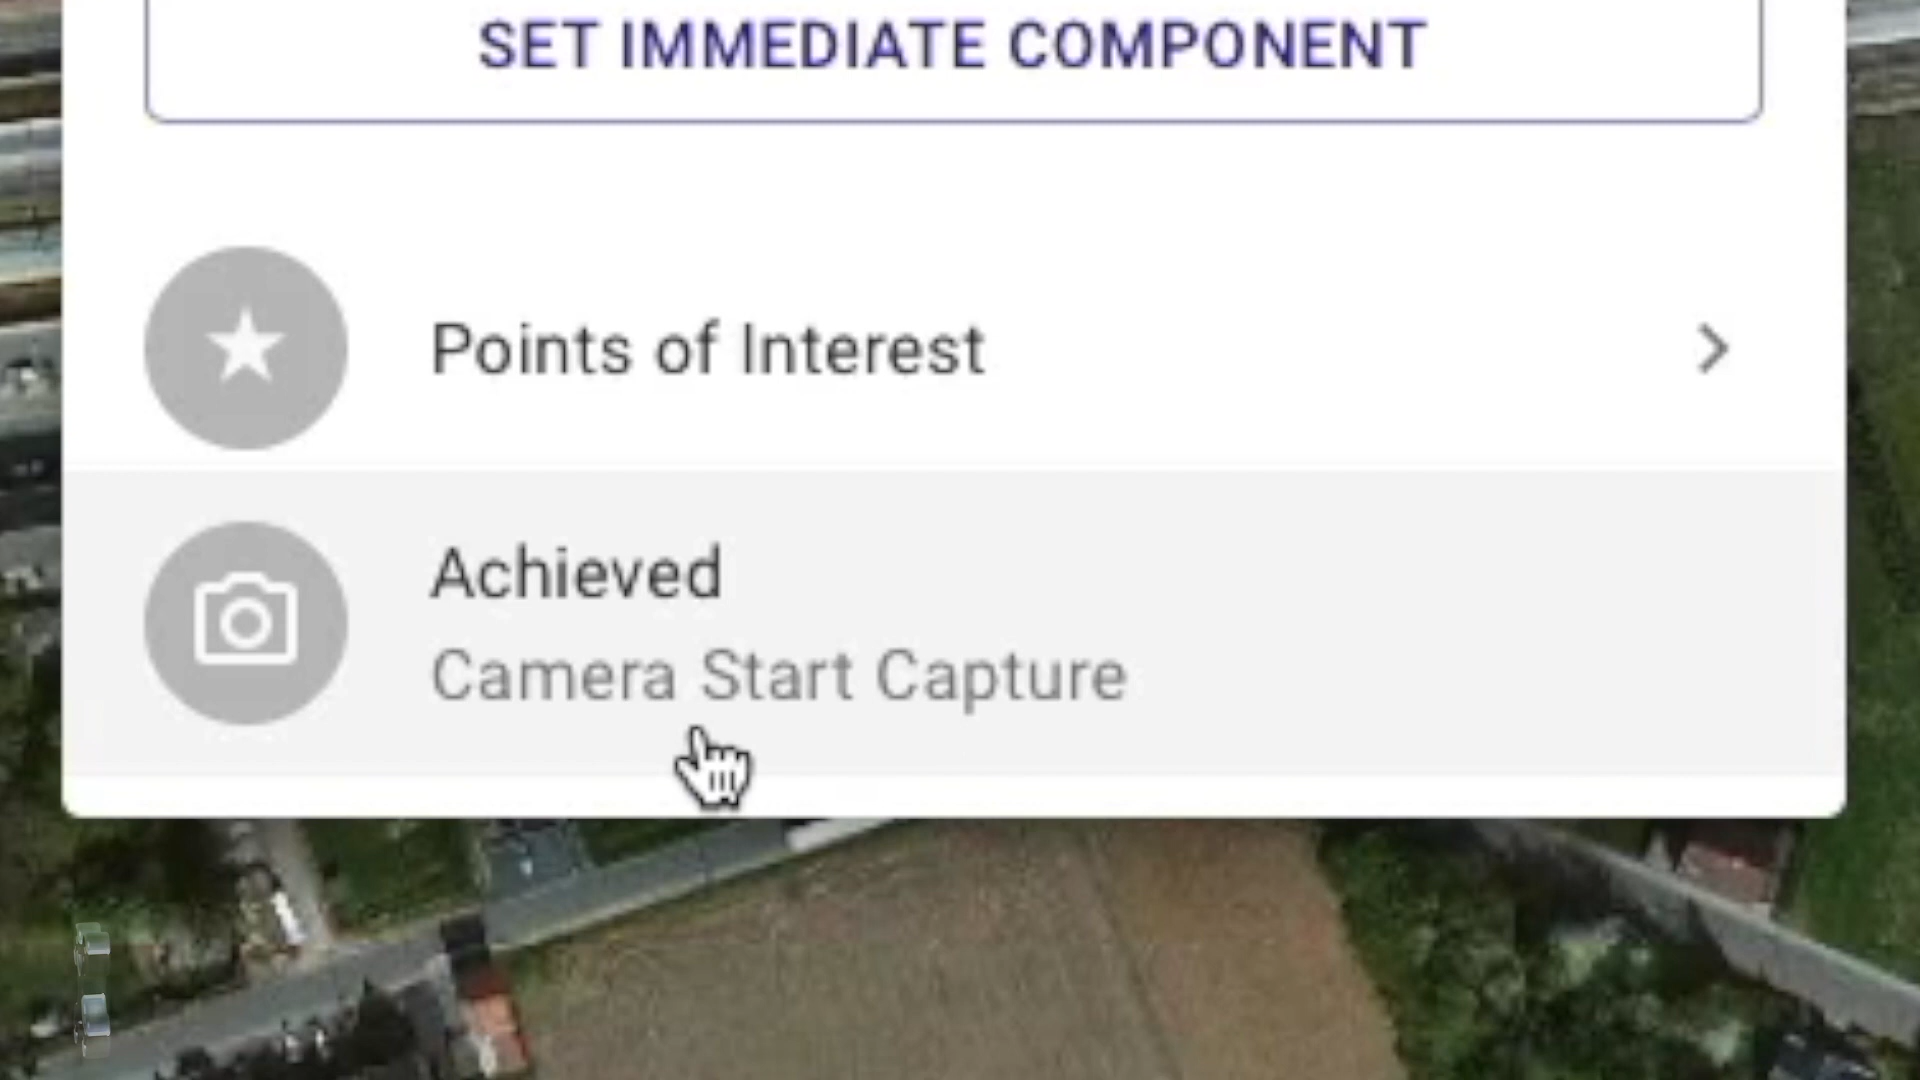 SET IMMEDIATE COMPONENT
Points of Interest
Achieved
Camera Start Capture